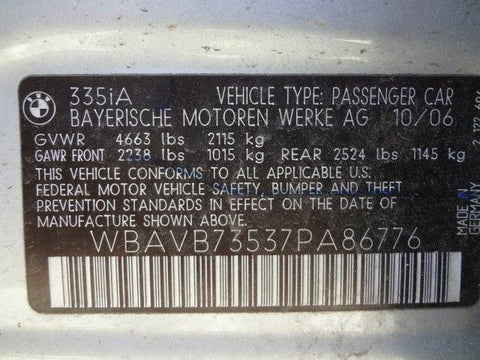 BMW
335iA VEHICLE TYPE: PASSENGER CAR
BAYERISCHE MOTOREN WERKE AG 10/06
GVWR 4663 lbs 2115 kg
GAWR FRONT 2238 lbs 1015 kg REAR 2524 lbs 1145 kg
THIS VEHICLE CONFORMS TO ALL APPLICABLE U.S.
FEDERAL MOTOR VEHICLE SAFETY, BUMPER AND THEFT
PREVENTION STANDARDS IN EFFECT ON THE DATE OF
MANUFACTURE SHOWN ABOVE.
WBAVB73537PA86776
MADE IN
GERMANY